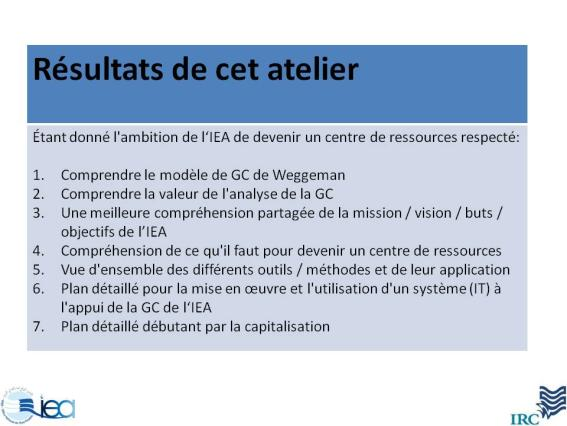 Résultats de cet atelier
Étant donné l'ambition de l‘IEA de devenir un centre de ressources respecté:
1. Comprendre le modèle de GC de Weggeman
2. Comprendre la valeur de l'analyse de la GC
3. Une meilleure compréhension partagée de la mission / vision / buts /
objectifs de l’IEA
4. Compréhension de ce qu'il faut pour devenir un centre de ressources
5. Vue d'ensemble des différents outils / méthodes et de leur application
6. Plan détaillé pour la mise en œuvre et l'utilisation d'un système (IT) à
l'appui de la GC de l‘IEA
7. Plan détaillé débutant par la capitalisation
iea
IRC